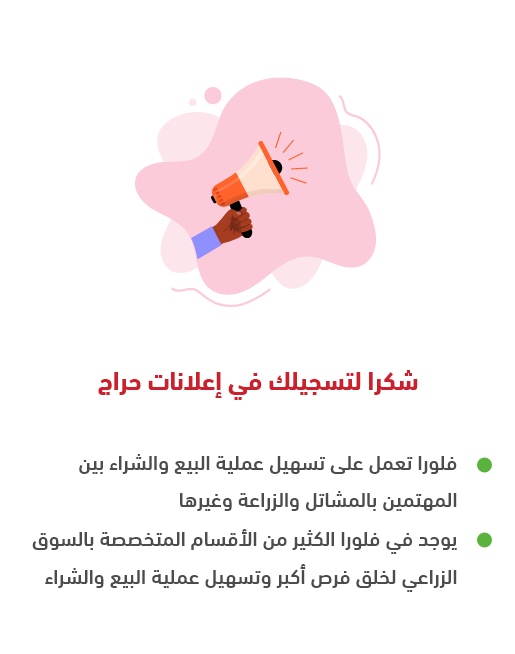 شكرا لتسجيلك في إعلانات حراج
فلورا تعمل على تسهيل عملية البيع والشراء بين
المهتمين بالمشاتل والزراعة وغيرها
يوجد في فلورا الكثير من الأقسام المتخصصة بالسوق
الزراعي لخلق فرص أكبر وتسهيل عملية البيع والشراء